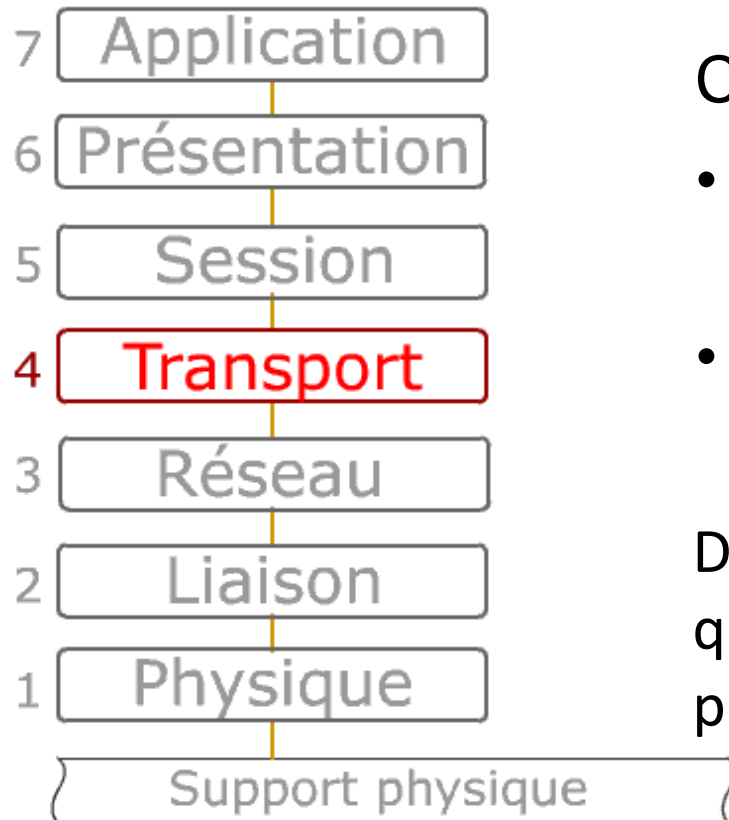 7 Application
6 Présentation
5 Session
4 Transport
3 Réseau
2 Liaison
1 Physique
Support physique
•
•